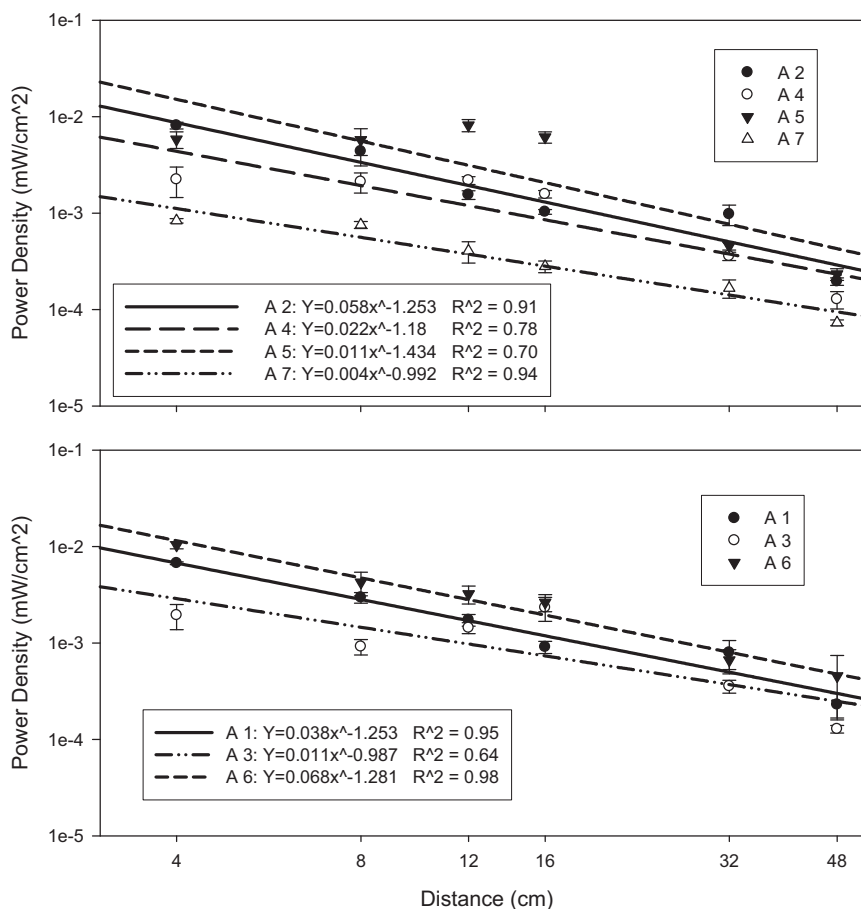 1e-1
1e-2
1e-3
1e-4
1e-5
Power Density (mW/cm^2)
A 2
A 4
A 5
A 7
A 2: Y=0.058x^-1.253 R^2 = 0.91
A 4: Y=0.022x^-1.18 R^2 = 0.78
A 5: Y=0.011x^-1.434 R^2 = 0.70
A 7: Y=0.004x^-0.992 R^2 = 0.94
1e-1
1e-2
1e-3
1e-4
1e-5
Power Density (mW/cm^2)
A 1
A 3
A 6
A 1: Y=0.038x^-1.253 R^2 = 0.95
A 3: Y=0.011x^-0.987 R^2 = 0.64
A 6: Y=0.068x^-1.281 R^2 = 0.98
4 8 12 16 32 48
Distance (cm)